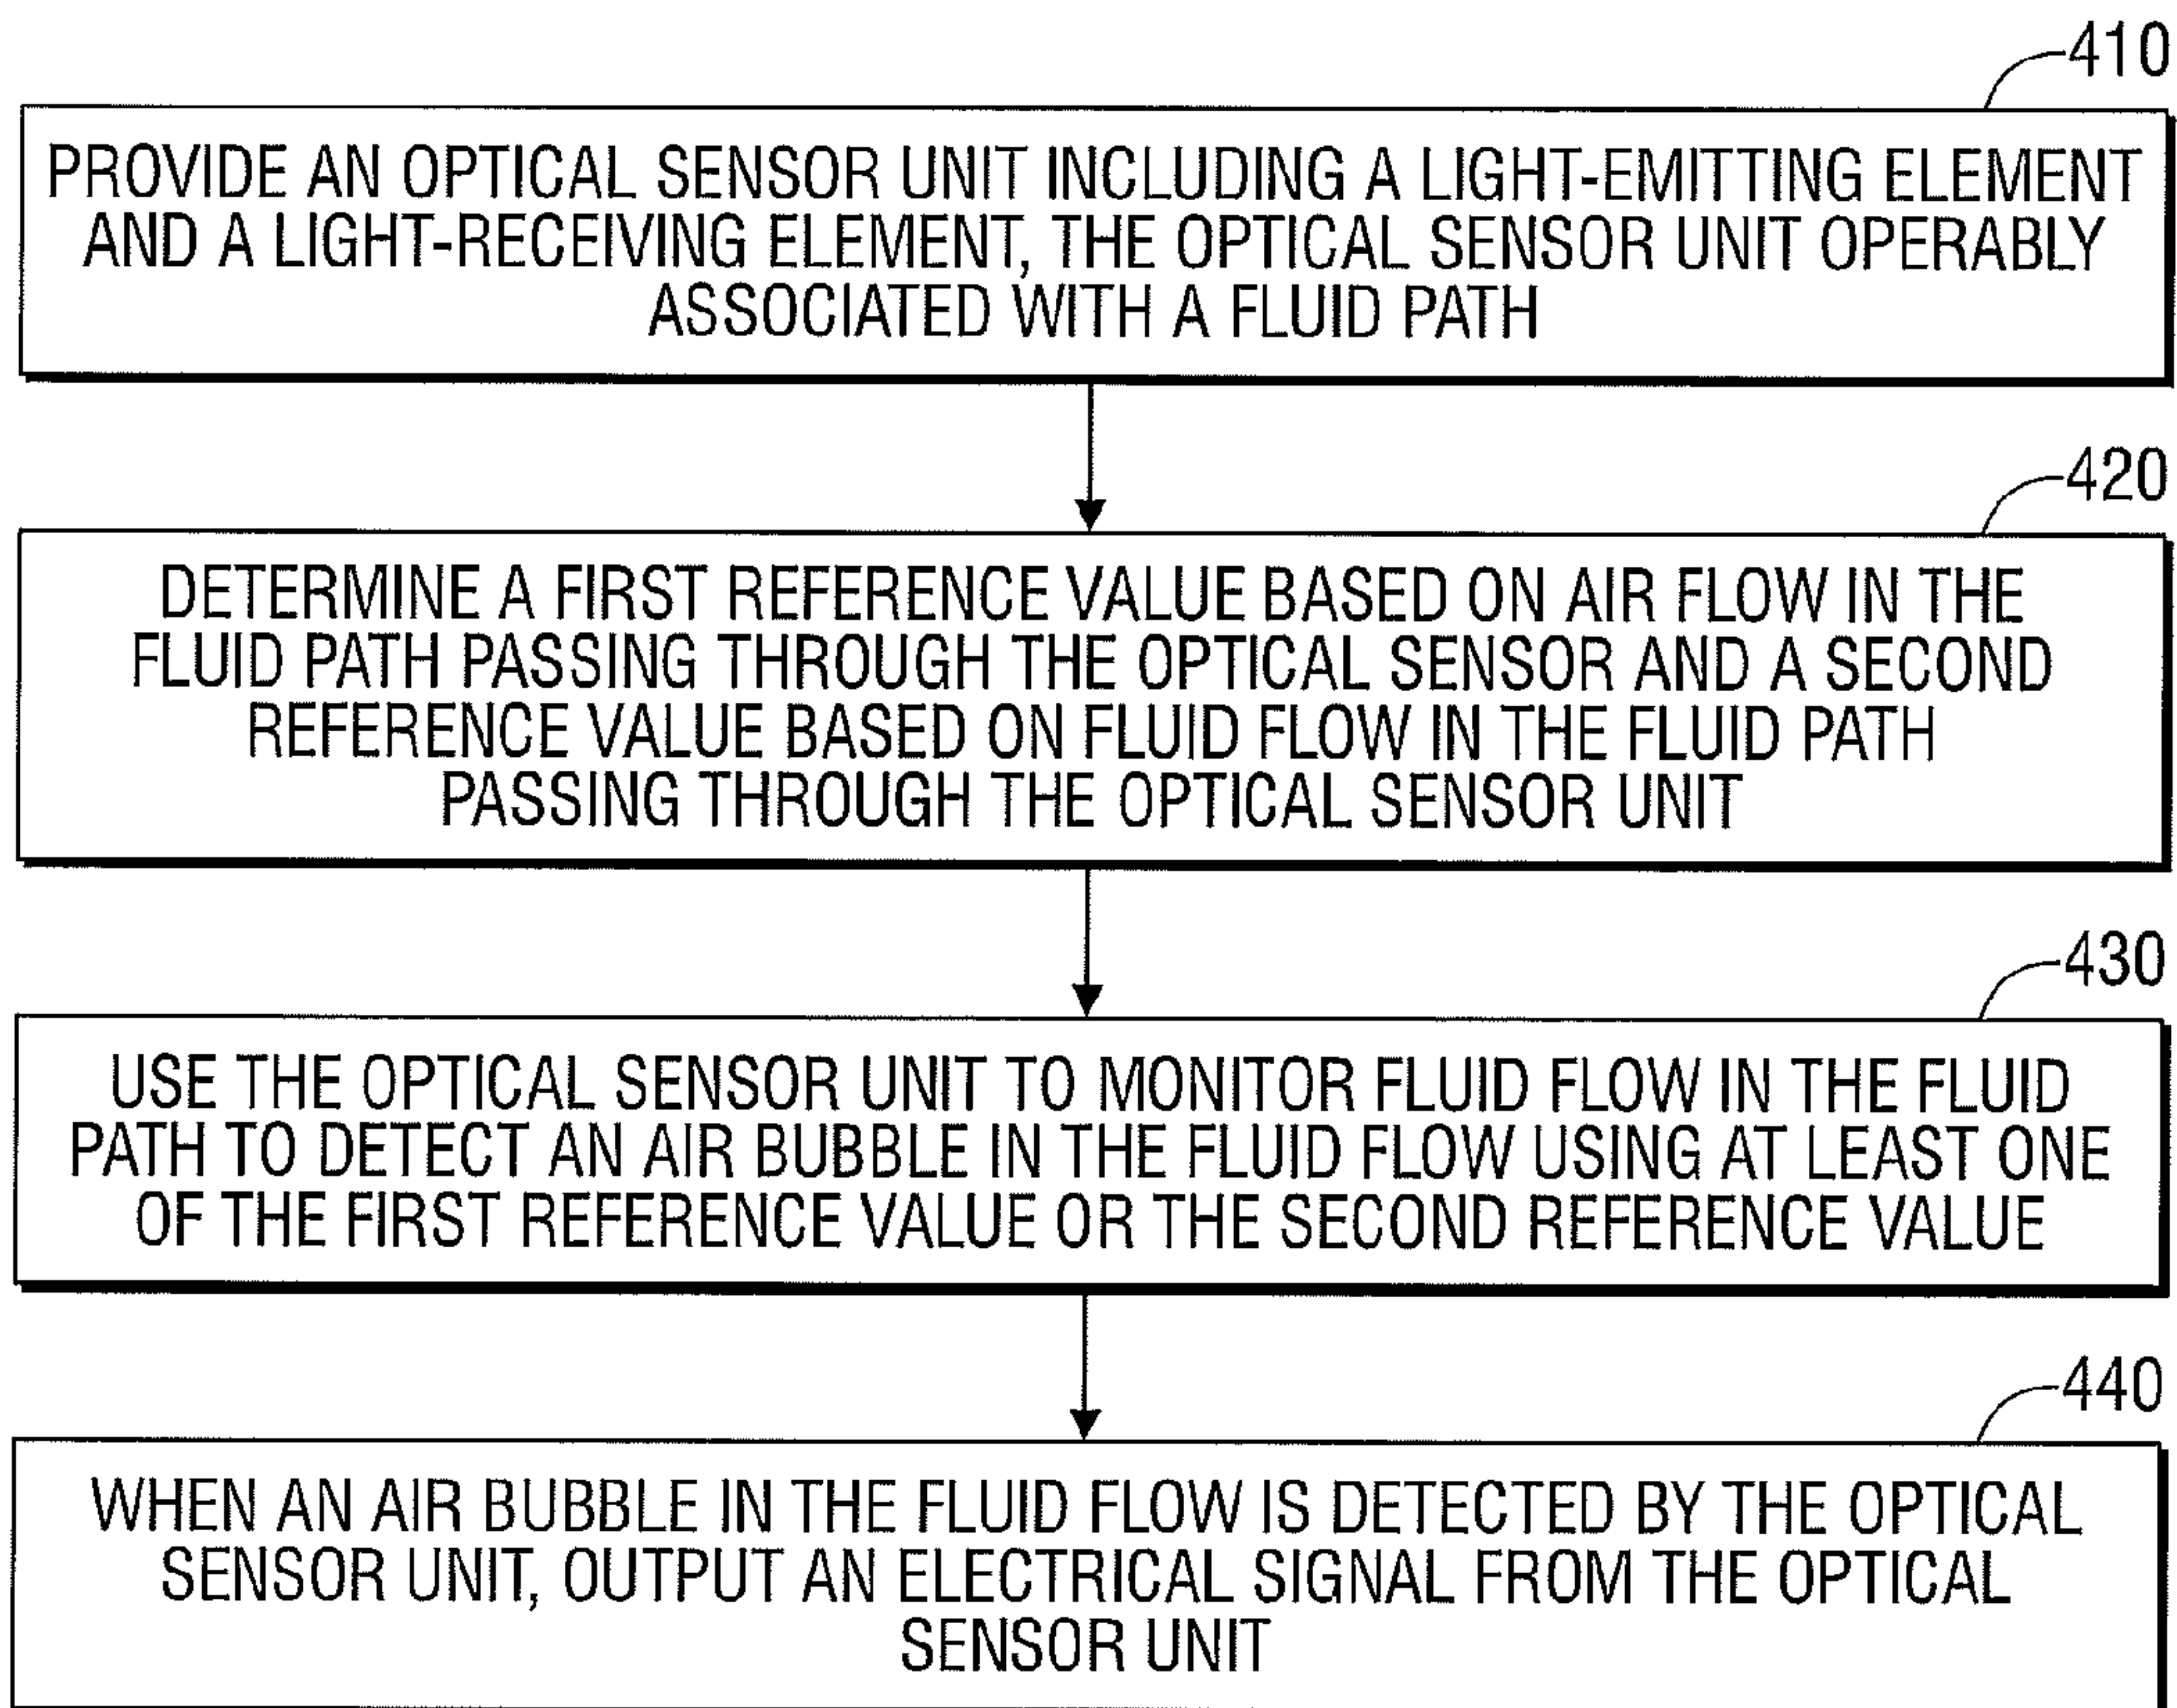 410
PROVIDE AN OPTICAL SENSOR UNIT INCLUDING A LIGHT-EMITTING ELEMENT
AND A LIGHT-RECEIVING ELEMENT, THE OPTICAL SENSOR UNIT OPERABLY
ASSOCIATED WITH A FLUID PATH
420
DETERMINE A FIRST REFERENCE VALUE BASED ON AIR FLOW IN THE
FLUID PATH PASSING THROUGH THE OPTICAL SENSOR AND A SECOND
REFERENCE VALUE BASED ON FLUID FLOW IN THE FLUID PATH
PASSING THROUGH THE OPTICAL SENSOR UNIT
430
USE THE OPTICAL SENSOR UNIT TO MONITOR FLUID FLOW IN THE FLUID
PATH TO DETECT AN AIR BUBBLE IN THE FLUID FLOW USING AT LEAST ONE
OF THE FIRST REFERENCE VALUE OR THE SECOND REFERENCE VALUE
440
WHEN AN AIR BUBBLE IN THE FLUID FLOW IS DETECTED BY THE OPTICAL
SENSOR UNIT, OUTPUT AN ELECTRICAL SIGNAL FROM THE OPTICAL
SENSOR UNIT